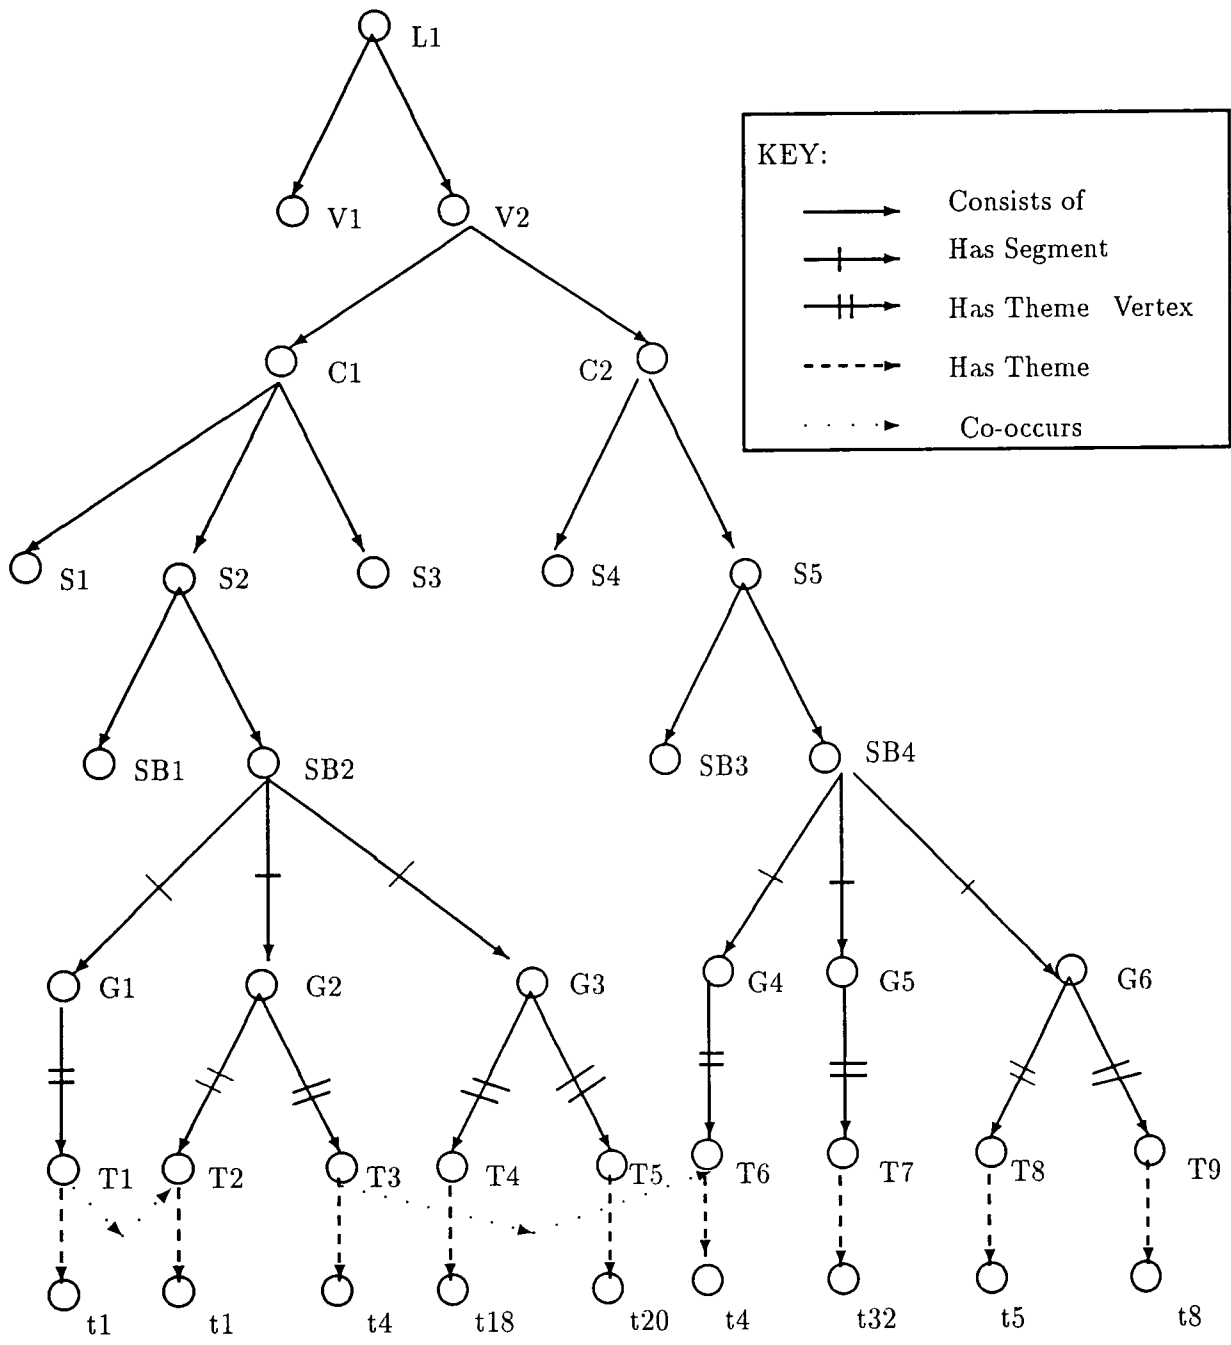 L1
KEY:
Consists of
V1 V2
Has Segment
Has Theme Vertex
C1 C2
Has Theme
Co-occurs
S1 S2 S3 S4 S5
SB1 SB2 SB3 SB4
G1 G2 G3 G4 G5 G6
T1 T2 T3 T4 T5 T6 T7 T8 T9
t1 t1 t4 t18 t20 t4 t32 t5 t8